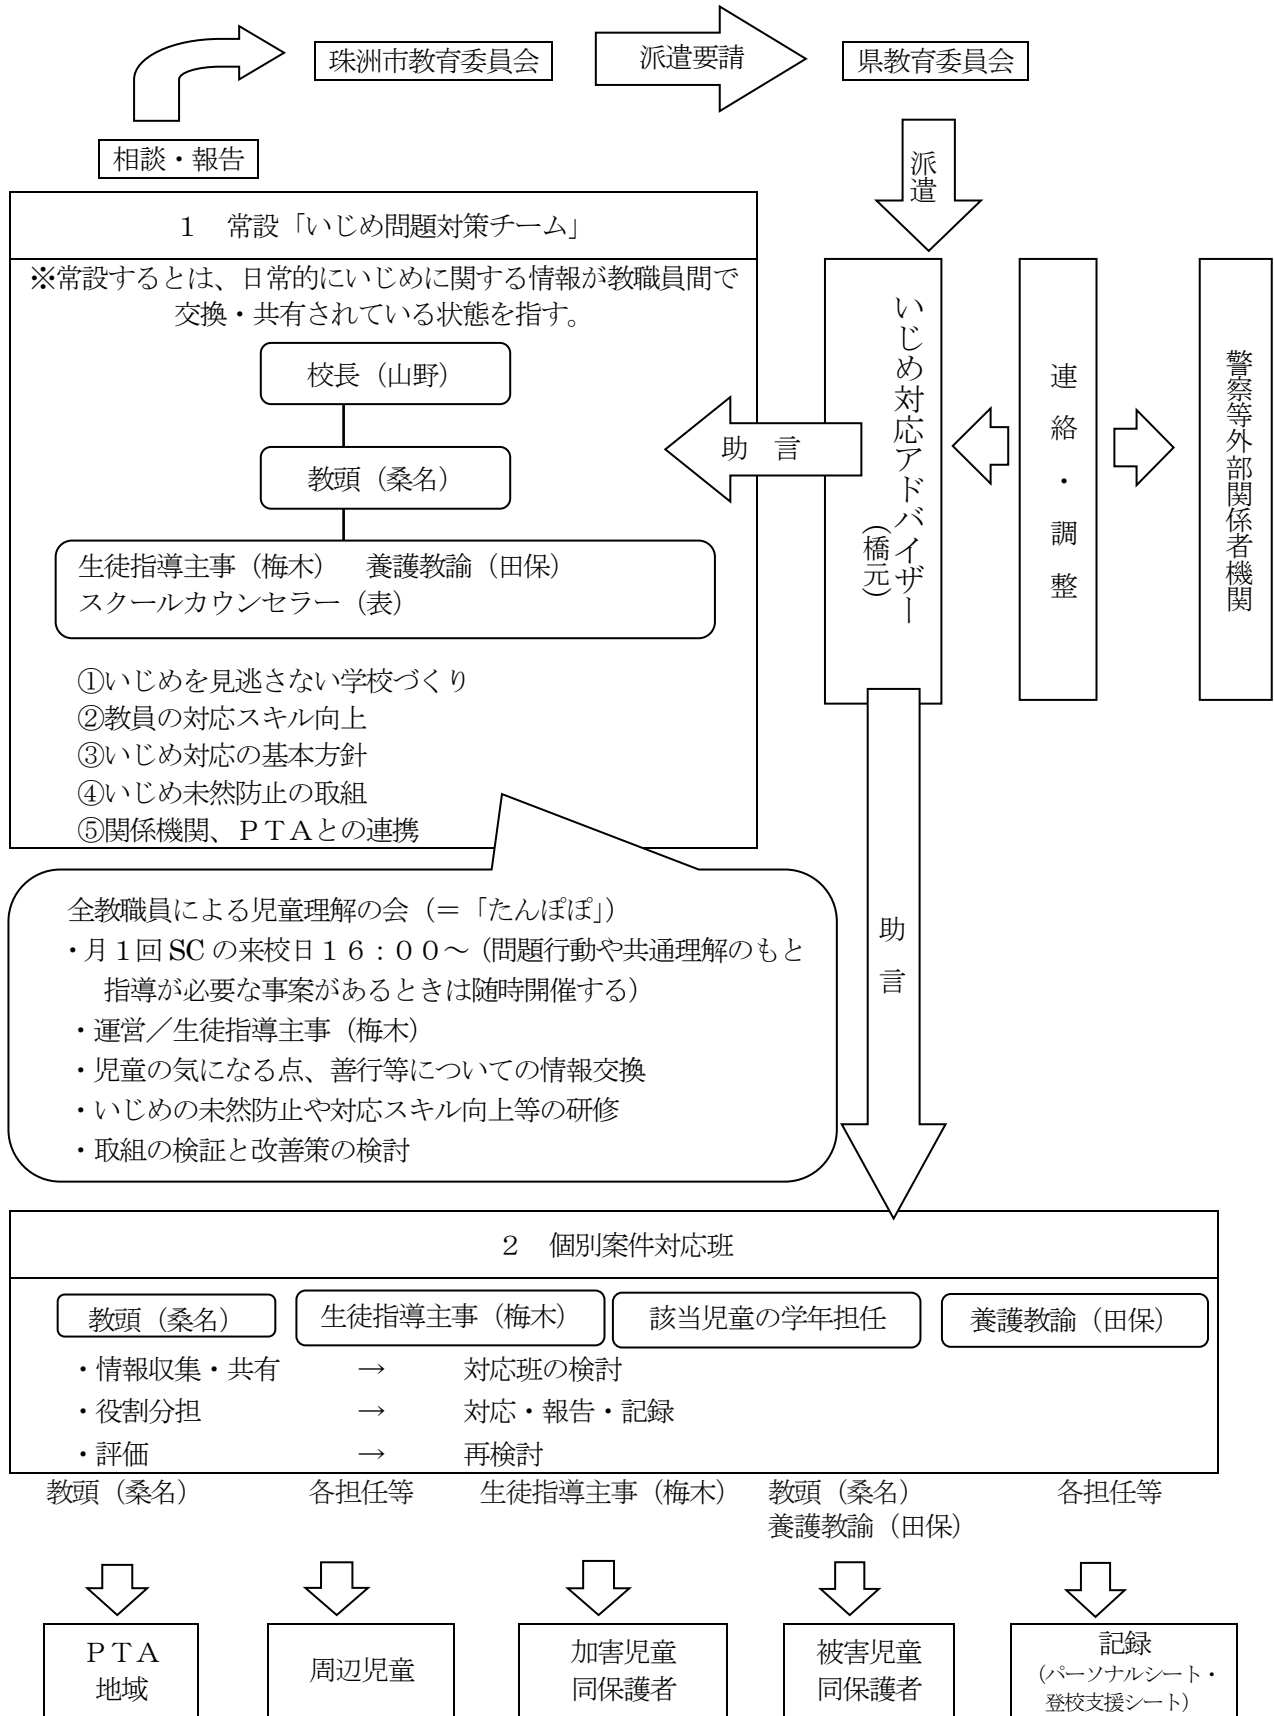 珠洲市教育委員会
派遣要請
県教育委員会
相談・報告
派遣
１　常設「いじめ問題対策チーム」
※常設するとは、日常的にいじめに関する情報が教職員間で
交換・共有されている状態を指す。
校長（山野）
教頭（桑名）
生徒指導主事（梅木）　養護教諭（田保）
スクールカウンセラー（表）
①いじめを見逃さない学校づくり
②教員の対応スキル向上
③いじめ対応の基本方針
④いじめ未然防止の取組
⑤関係機関、ＰＴＡとの連携
助　言
いじめ対応アドバイザー
（橋元）
連絡・調整
警察等外部関係者機関
全教職員による児童理解の会（＝「たんぽぽ」）
・月１回 SC の来校日１６：００～（問題行動や共通理解のもと
指導が必要な事案があるときは随時開催する）
・運営／生徒指導主事（梅木）
・児童の気になる点、善行等についての情報交換
・いじめの未然防止や対応スキル向上等の研修
・取組の検証と改善策の検討
助言
２　個別案件対応班
教頭（桑名）　生徒指導主事（梅木）　該当児童の学年担任　養護教諭（田保）
・情報収集・共有　→　対応班の検討
・役割分担　→　対応・報告・記録
・評価　→　再検討
教頭（桑名）　各担任等　生徒指導主事（梅木）　教頭（桑名）　各担任等
養護教諭（田保）
ＰＴＡ
地域
周辺児童
加害児童
同保護者
被害児童
同保護者
記録
（パーソナルシート・
登校支援シート）